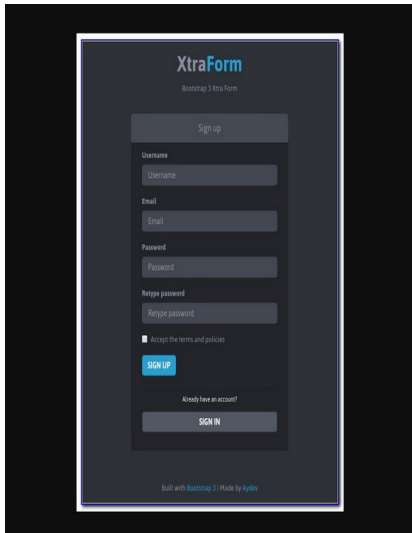 XtraForm
Bootstrap 3 Xtra Form
Sign up
Username
Username
Email
Email
Password
Password
Retype password
Retype password
Accept the terms and policies
SIGN UP
Already have an account?
SIGN IN
Built with Bootstrap 3 | Made by Aydev